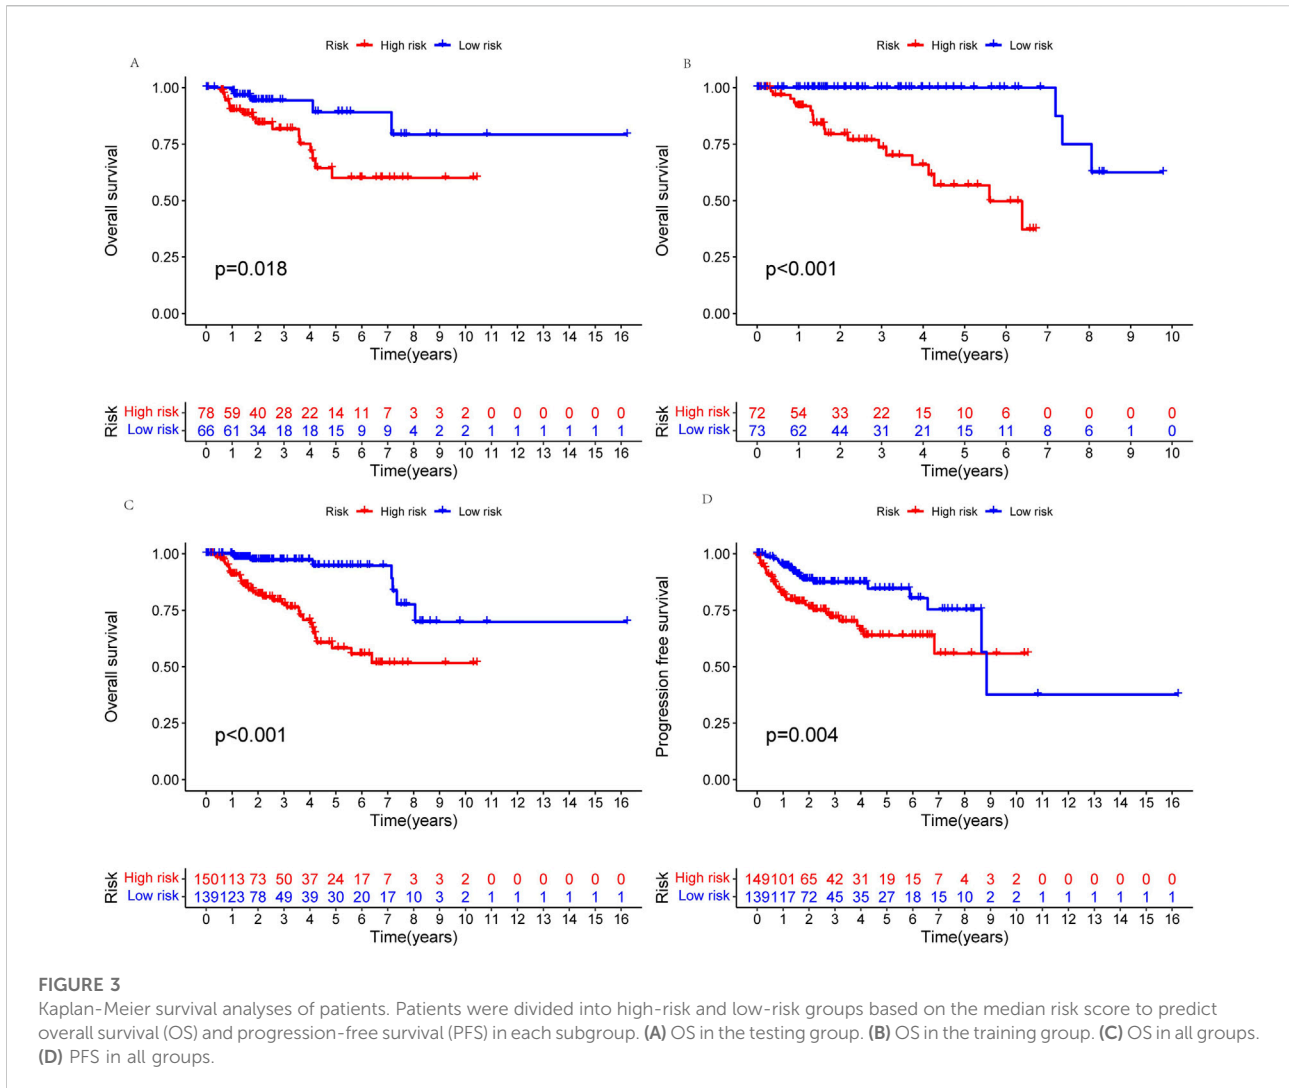 A
Risk High risk Low risk
Overall survival
1.00
0.75
0.50
0.25
0.00
p=0.018
0 1 2 3 4 5 6 7 8 9 10 11 12 13 14 15 16
Time(years)
Risk
High risk 78 59 40 28 22 14 11 7 3 3 2 0 0 0 0 0 0
Low risk 66 61 34 18 18 15 9 9 4 2 2 1 1 1 1 1 1
0 1 2 3 4 5 6 7 8 9 10 11 12 13 14 15 16
Time(years)
B
Risk High risk Low risk
Overall survival
1.00
0.75
0.50
0.25
0.00
p<0.001
0 1 2 3 4 5 6 7 8 9 10
Time(years)
Risk
High risk 72 54 33 22 15 10 6 0 0 0 0
Low risk 73 62 44 31 21 15 11 8 6 1 0
0 1 2 3 4 5 6 7 8 9 10
Time(years)
C
Risk High risk Low risk
Overall survival
1.00
0.75
0.50
0.25
0.00
p<0.001
0 1 2 3 4 5 6 7 8 9 10 11 12 13 14 15 16
Time(years)
Risk
High risk 150 113 73 50 37 24 17 7 3 3 2 0 0 0 0 0 0
Low risk 139 123 78 49 39 30 20 17 10 3 2 1 1 1 1 1 1
0 1 2 3 4 5 6 7 8 9 10 11 12 13 14 15 16
Time(years)
D
Risk High risk Low risk
Progression free survival
1.00
0.75
0.50
0.25
0.00
p=0.004
0 1 2 3 4 5 6 7 8 9 10 11 12 13 14 15 16
Time(years)
Risk
High risk 149 101 65 42 31 19 15 7 4 3 2 0 0 0 0 0 0
Low risk 139 117 72 45 35 27 18 15 10 2 2 1 1 1 1 1 1
0 1 2 3 4 5 6 7 8 9 10 11 12 13 14 15 16
Time(years)
FIGURE 3
Kaplan-Meier survival analyses of patients. Patients were divided into high-risk and low-risk groups based on the median risk score to predict
overall survival (OS) and progression-free survival (PFS) in each subgroup. (A) OS in the testing group. (B) OS in the training group. (C) OS in all groups.
(D) PFS in all groups.